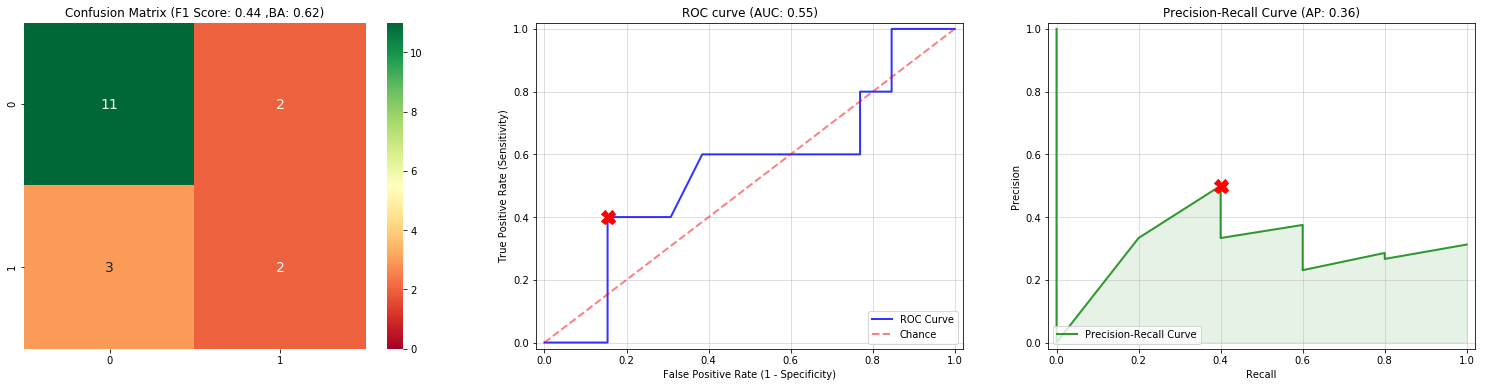 Confusion Matrix (F1 Score: 0.44 ,BA: 0.62)
0
1
11
2
3
2
0
1
10
8
6
4
2
0
ROC curve (AUC: 0.55)
True Positive Rate (Sensitivity)
1.0
0.8
0.6
0.4
0.2
0.0
ROC Curve
Chance
0.0 0.2 0.4 0.6 0.8 1.0
False Positive Rate (1 - Specificity)
Precision-Recall Curve (AP: 0.36)
Precision
1.0
0.8
0.6
0.4
0.2
0.0
Precision-Recall Curve
0.0 0.2 0.4 0.6 0.8 1.0
Recall